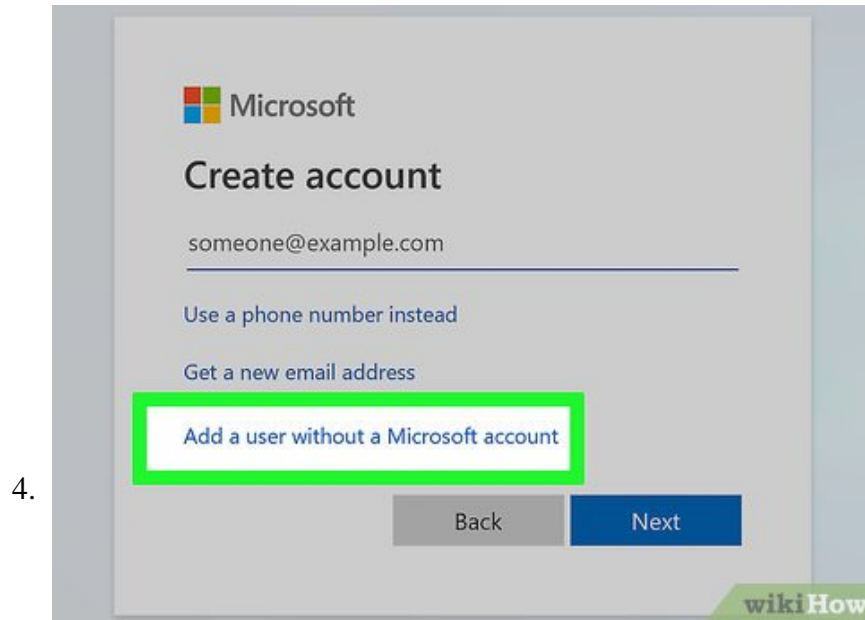 Microsoft
Create account
someone@example.com
Use a phone number instead
Get a new email address
Add a user without a Microsoft account
4.
Back Next
wikiHow